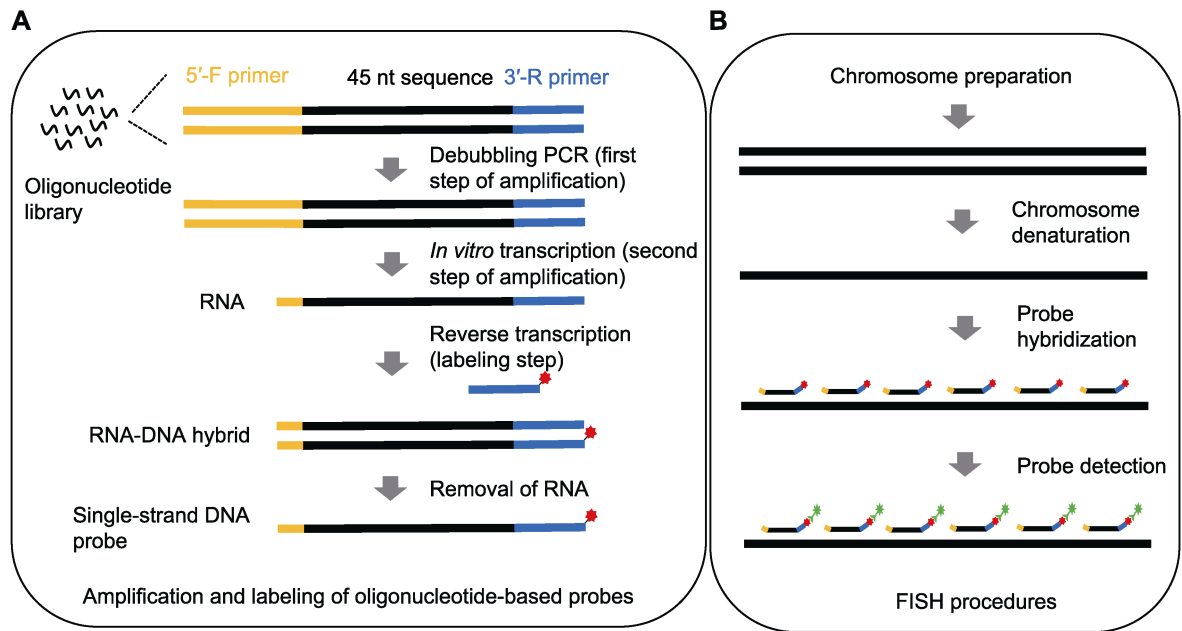 A
5′-F primer
45 nt sequence
3′-R primer
Oligonucleotide
library
Debubbling PCR (first
step of amplification)
In vitro transcription (second
step of amplification)
RNA
Reverse transcription
(labeling step)
RNA-DNA hybrid
Removal of RNA
Single-strand DNA
probe
Amplification and labeling of oligonucleotide-based probes
B
Chromosome preparation
Chromosome
denaturation
Probe
hybridization
Probe detection
FISH procedures